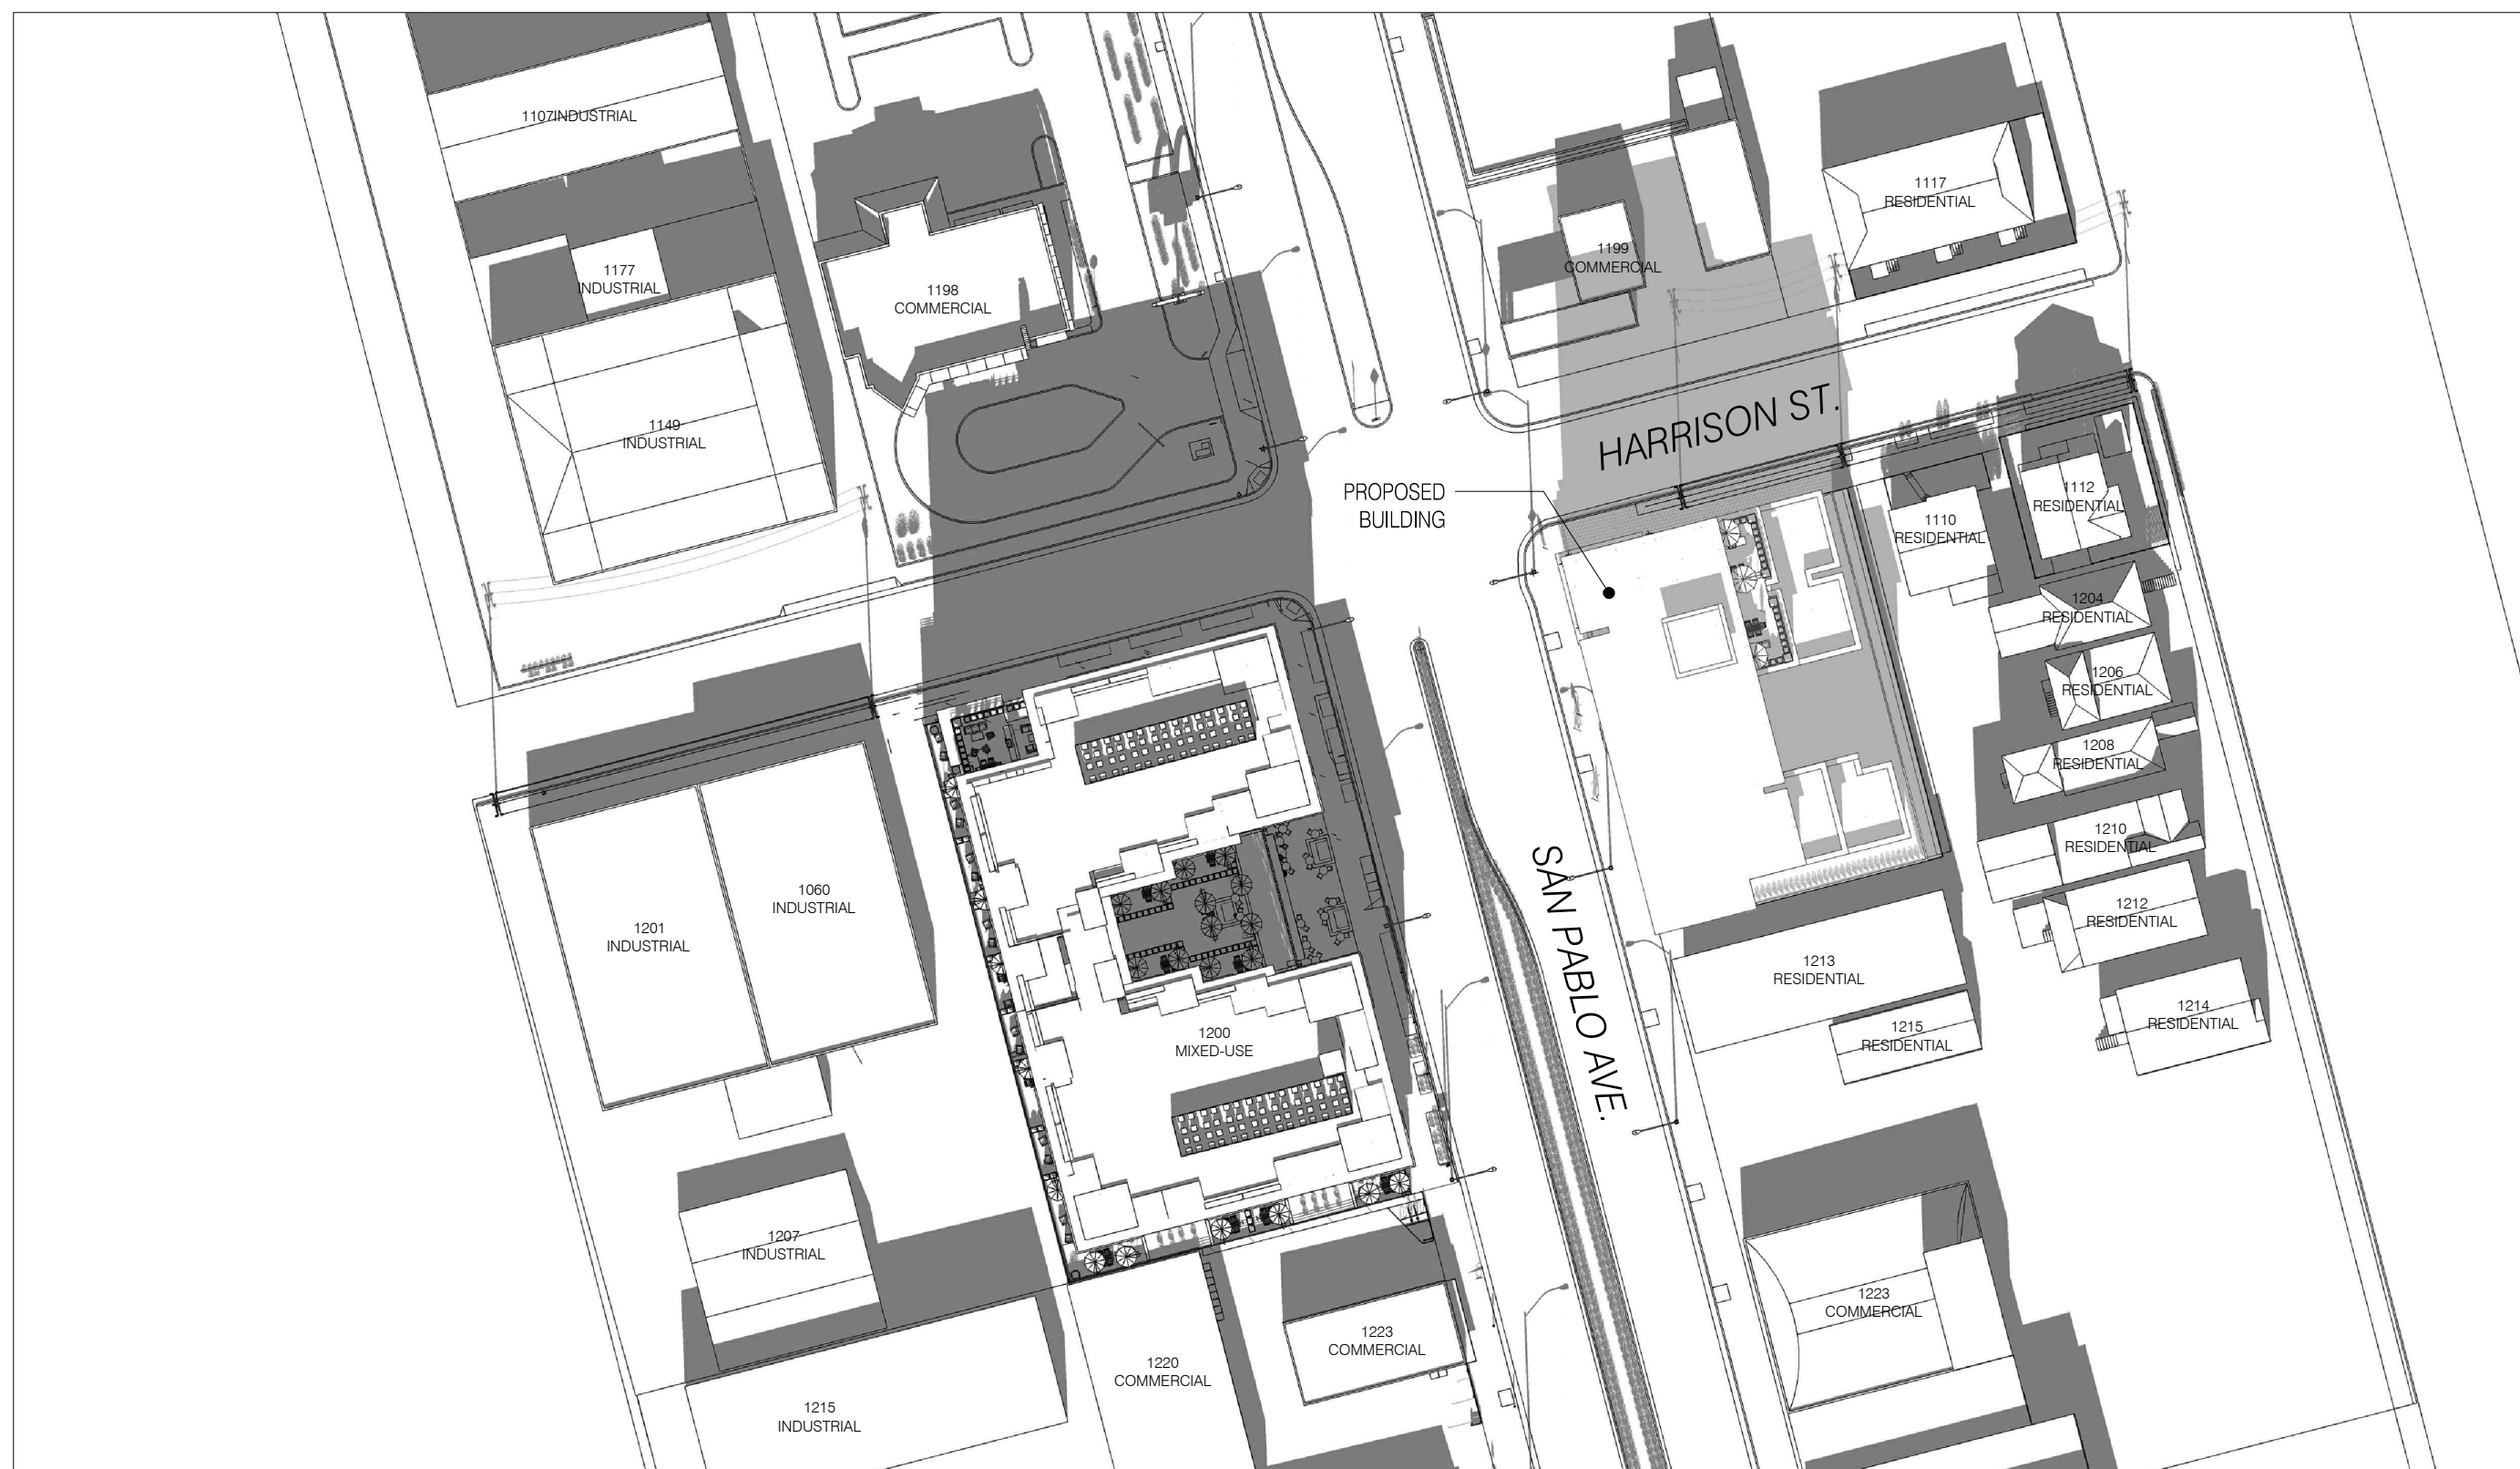 1107INDUSTRIAL
1177
INDUSTRIAL
1149
INDUSTRIAL
1198
COMMERCIAL
1199
COMMERCIAL
1117
RESIDENTIAL
HARRISON ST.
PROPOSED
BUILDING
1110
RESIDENTIAL
1112
RESIDENTIAL
1204
RESIDENTIAL
1206
RESIDENTIAL
1208
RESIDENTIAL
1210
RESIDENTIAL
1212
RESIDENTIAL
1214
RESIDENTIAL
1213
RESIDENTIAL
1215
RESIDENTIAL
SAN PABLO AVE.
1060
INDUSTRIAL
1201
INDUSTRIAL
1200
MIXED-USE
1207
INDUSTRIAL
1215
INDUSTRIAL
1220
COMMERCIAL
1223
COMMERCIAL
1223
COMMERCIAL